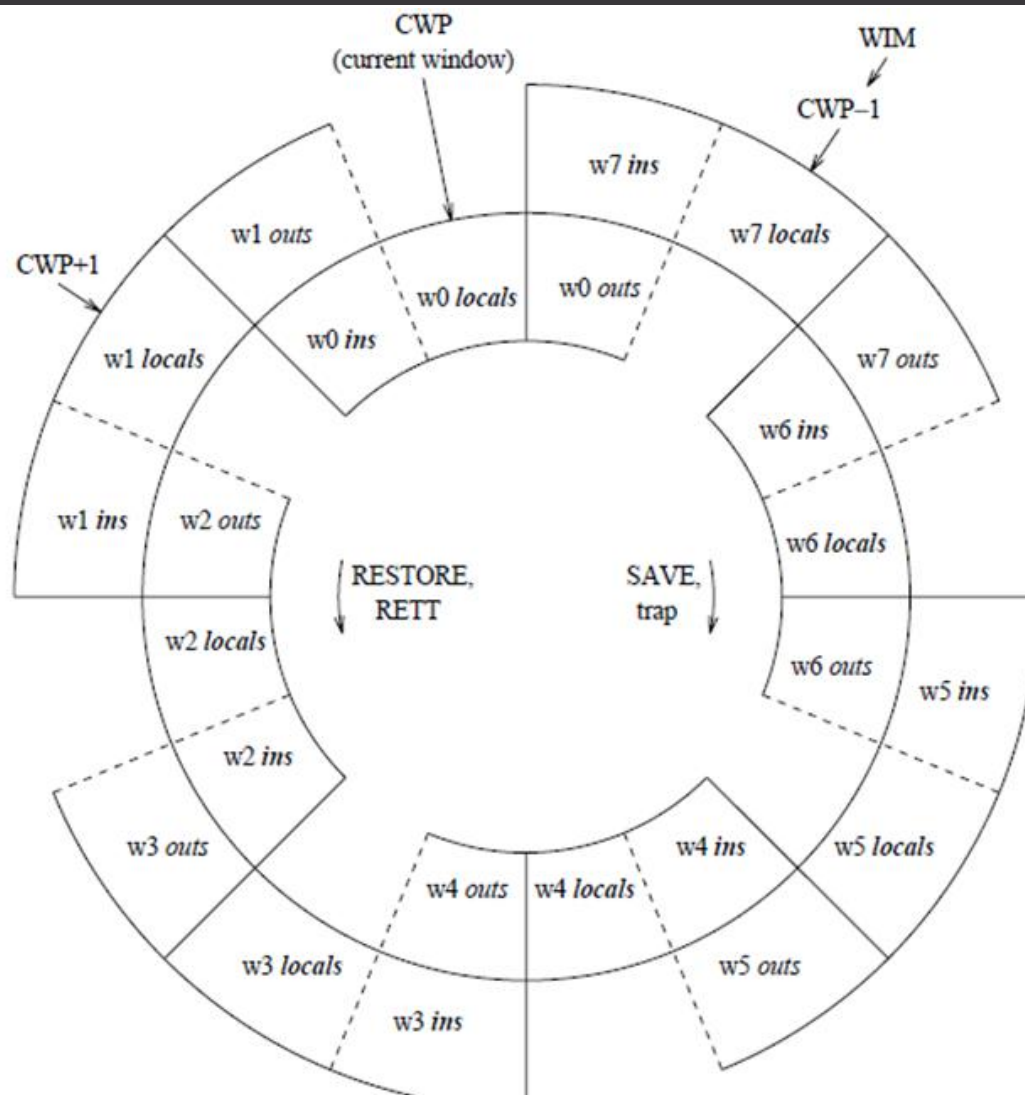 CWP
(current window)
WIM
CWP–1
w7 ins
w1 outs
w7 locals
CWP+1
w0 locals
w0 outs
w0 ins
w1 locals
w7 outs
w6 ins
w1 ins
w2 outs
w6 locals
RESTORE,
RETT
SAVE,
trap
w2 locals
w6 outs
w5 ins
w2 ins
w3 outs
w4 ins
w5 locals
w4 outs
w4 locals
w3 locals
w5 outs
w3 ins